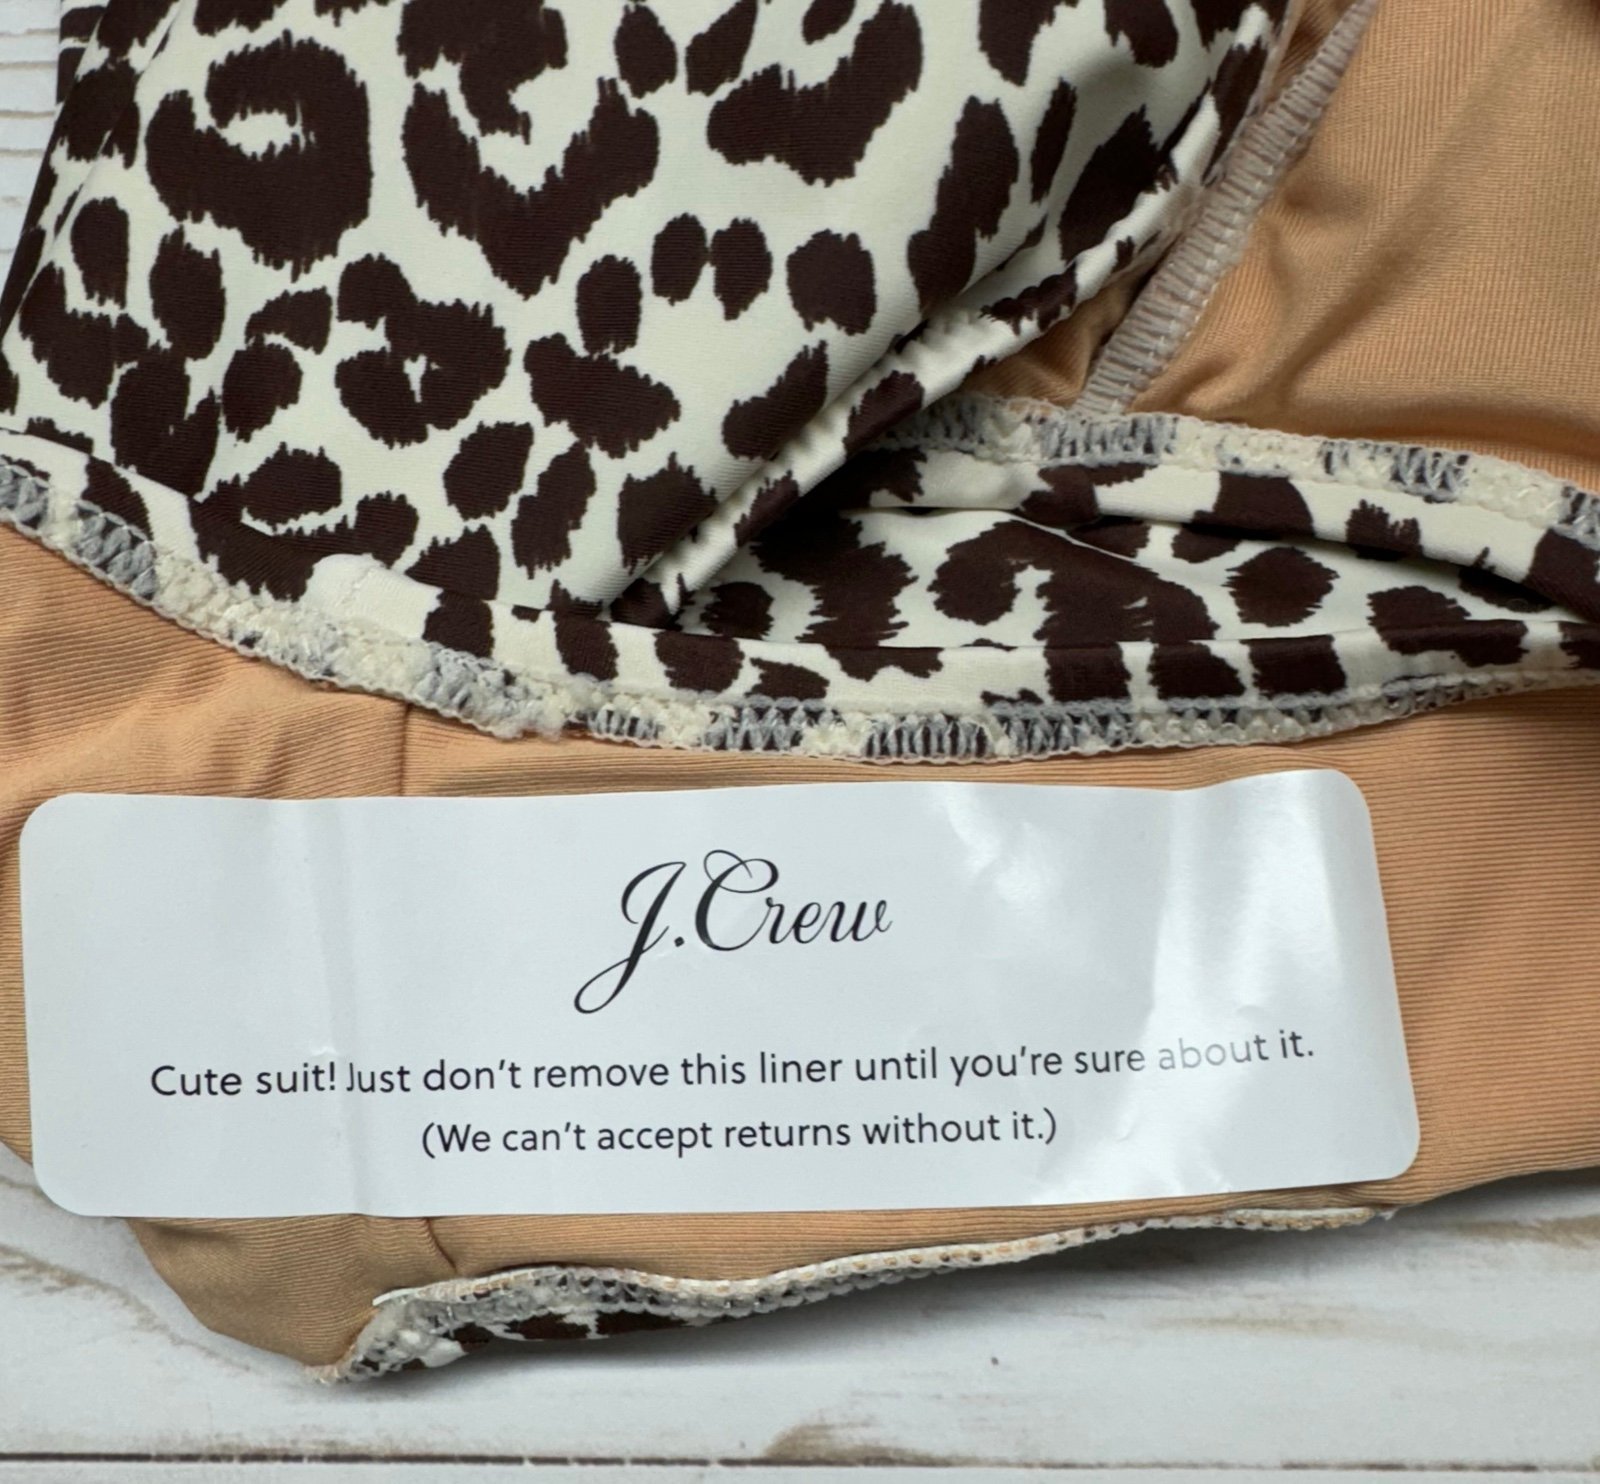 J.Crew
Cute suit! Just don't remove this liner until you're sure about it.
(We can't accept returns without it.)